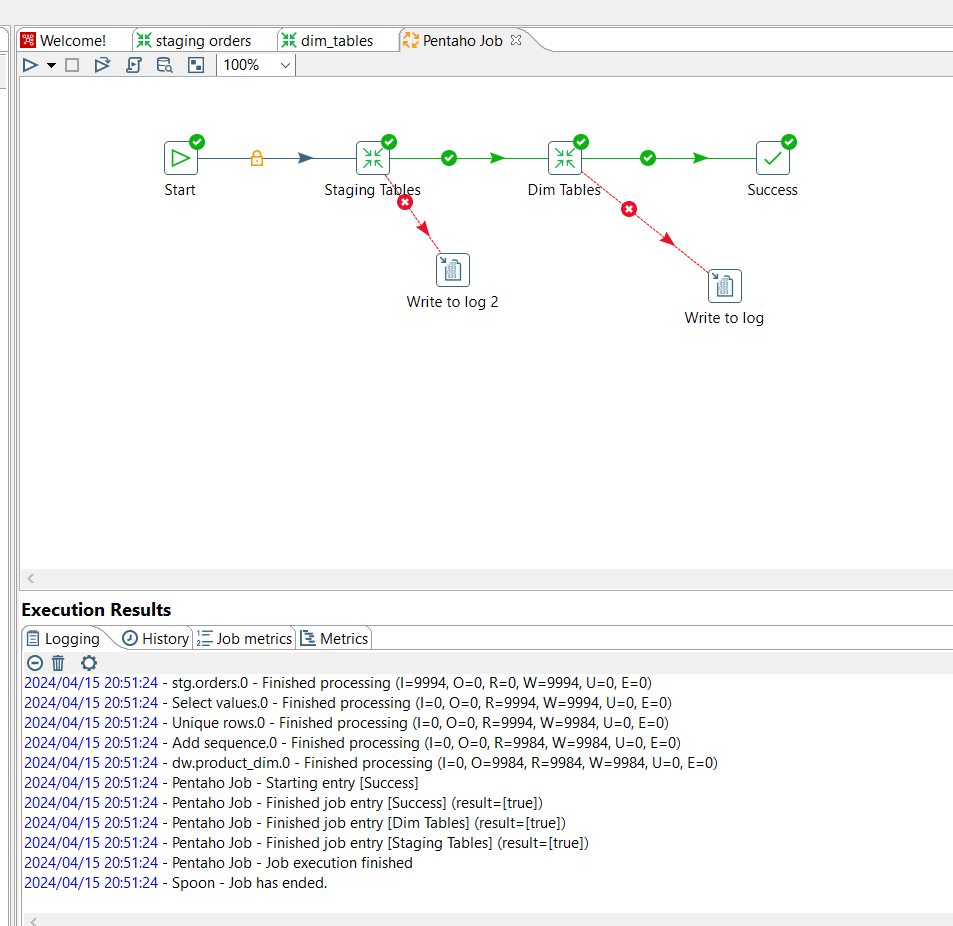 Welcome!
staging orders
dim_tables
Pentaho Job
100%
Start
Staging Tables
Dim Tables
Success
Write to log 2
Write to log
Execution Results
Logging
History
Job metrics
Metrics
2024/04/15 20:51:24 - stg.orders.0 - Finished processing (I=9994, O=0, R=0, W=9994, U=0, E=0)
2024/04/15 20:51:24 - Select values.0 - Finished processing (I=0, O=0, R=9994, W=9994, U=0, E=0)
2024/04/15 20:51:24 - Unique rows.0 - Finished processing (I=0, O=0, R=9994, W=9984, U=0, E=0)
2024/04/15 20:51:24 - Add sequence.0 - Finished processing (I=0, O=0, R=9984, W=9984, U=0, E=0)
2024/04/15 20:51:24 - dw.product_dim.0 - Finished processing (I=0, O=9984, R=9984, W=9984, U=0, E=0)
2024/04/15 20:51:24 - Pentaho Job - Starting entry [Success]
2024/04/15 20:51:24 - Pentaho Job - Finished job entry [Success] (result=[true])
2024/04/15 20:51:24 - Pentaho Job - Finished job entry [Dim Tables] (result=[true])
2024/04/15 20:51:24 - Pentaho Job - Finished job entry [Staging Tables] (result=[true])
2024/04/15 20:51:24 - Pentaho Job - Job execution finished
2024/04/15 20:51:24 - Spoon - Job has ended.